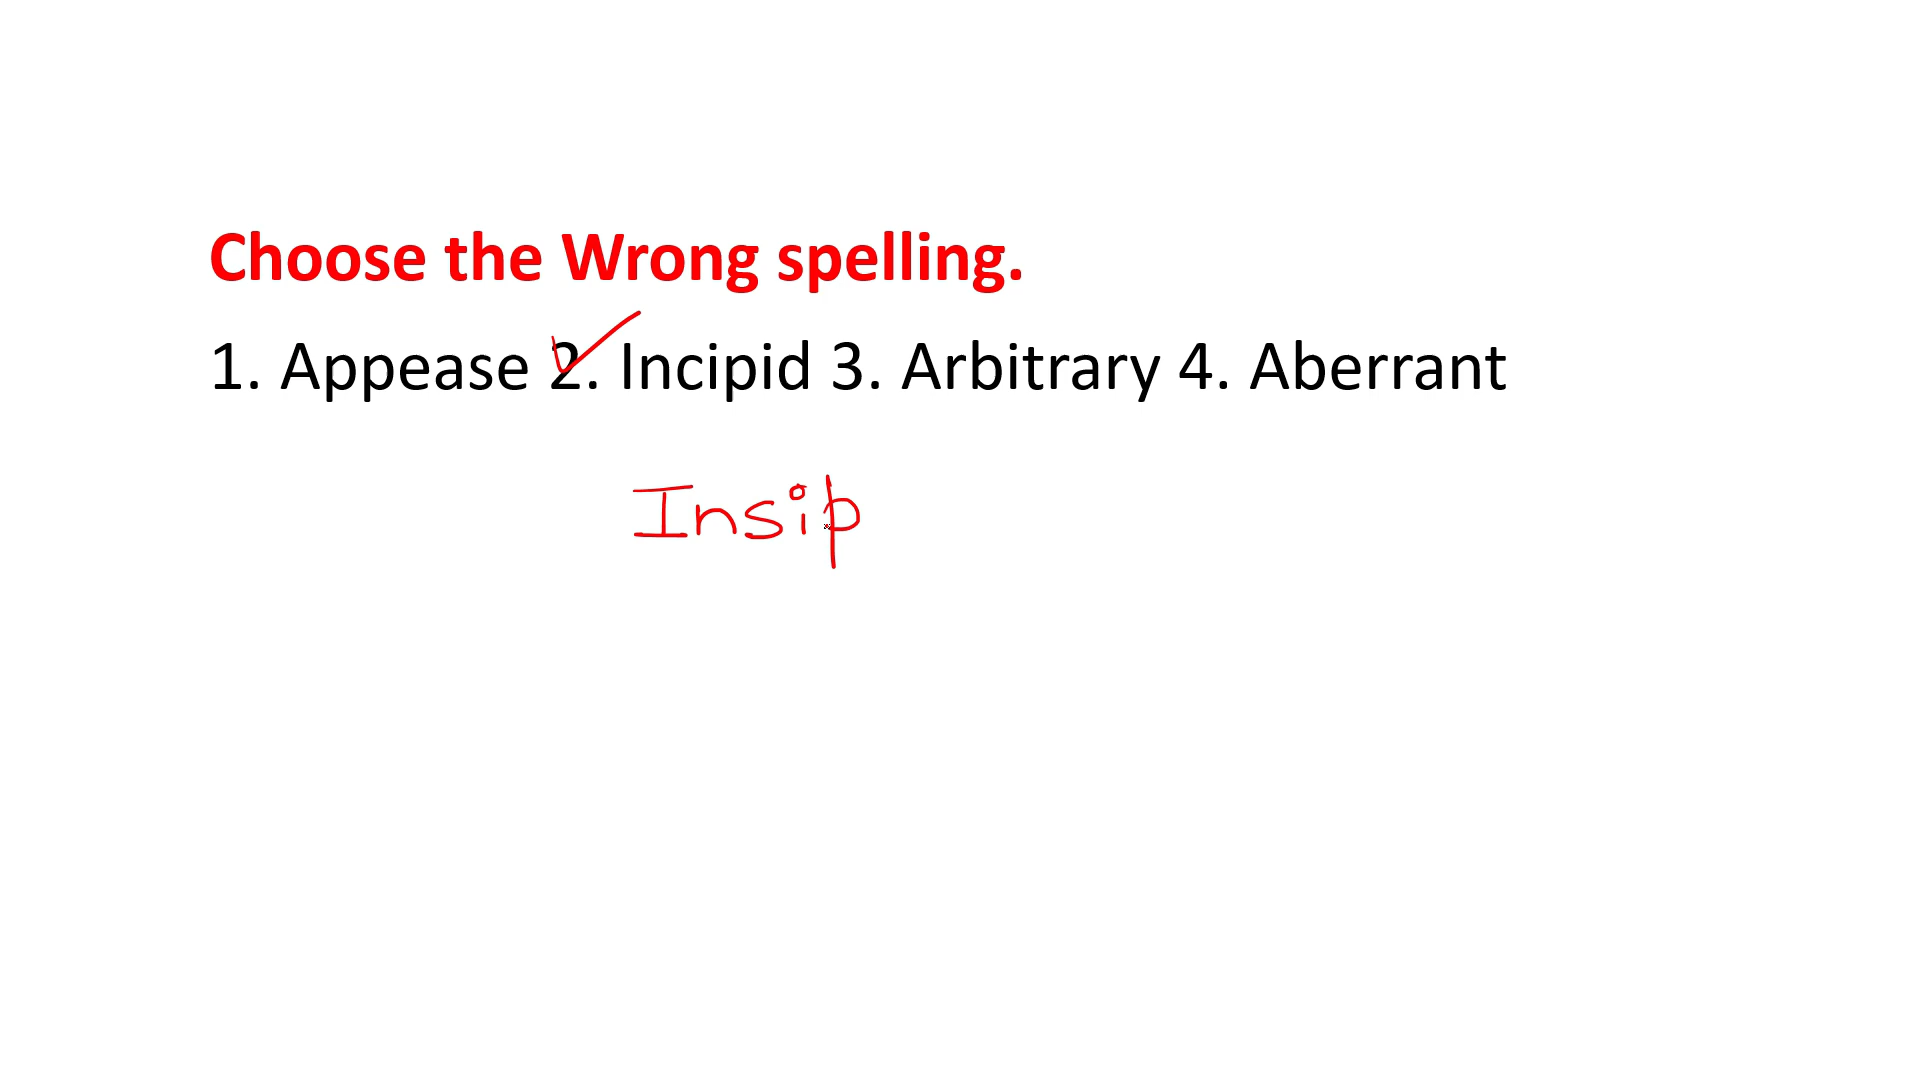 Choose the Wrong spelling.
1. Appease 2. Incipid 3. Arbitrary 4. Aberrant
Insip